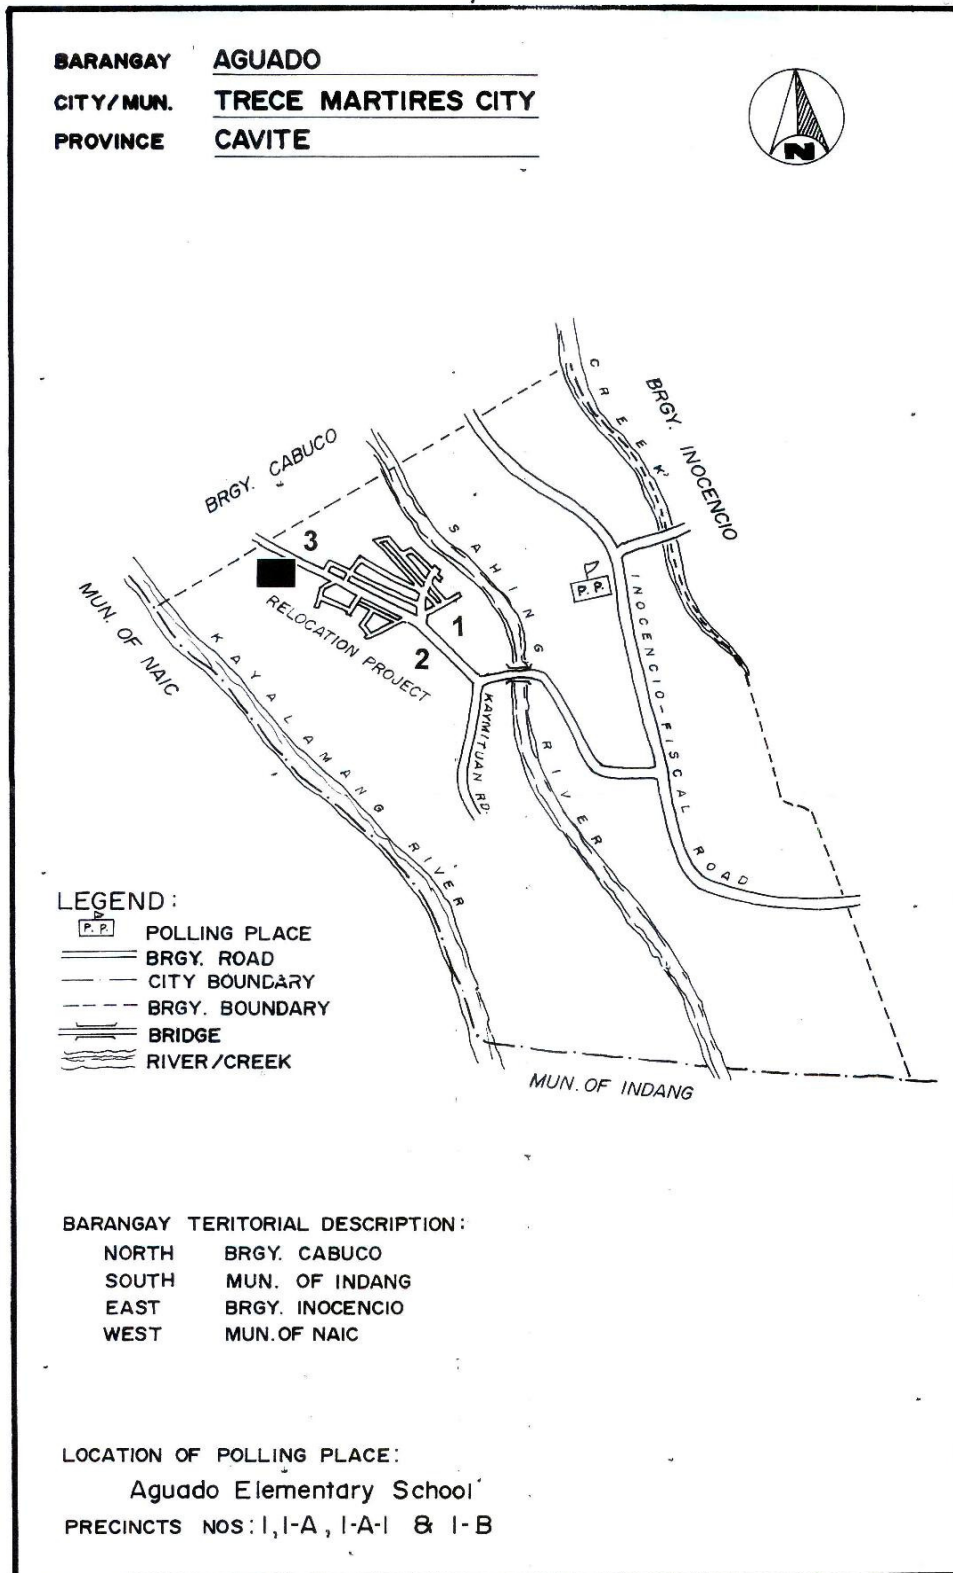 BARANGAY AGUADO
CITY/MUN. TRECE MARTIRES CITY
PROVINCE CAVITE
N
CREEK
BRGY. INOCENCIO
BRGY. CABUCO
SAHING RIVER
3
P. P.
INOCENCIO-FISCAL ROAD
RELOCATION PROJECT
1
2
MUN. OF NAIC
KAYALAMANG RIVER
KAYMITUAN RD.
LEGEND:
P. P. POLLING PLACE
BRGY. ROAD
CITY BOUNDARY
BRGY. BOUNDARY
BRIDGE
RIVER/CREEK
MUN. OF INDANG
BARANGAY TERITORIAL DESCRIPTION:
NORTH BRGY. CABUCO
SOUTH MUN. OF INDANG
EAST BRGY. INOCENCIO
WEST MUN. OF NAIC
LOCATION OF POLLING PLACE:
Aguado Elementary School
PRECINCTS NOS: 1, 1-A, 1-A-1 & 1-B